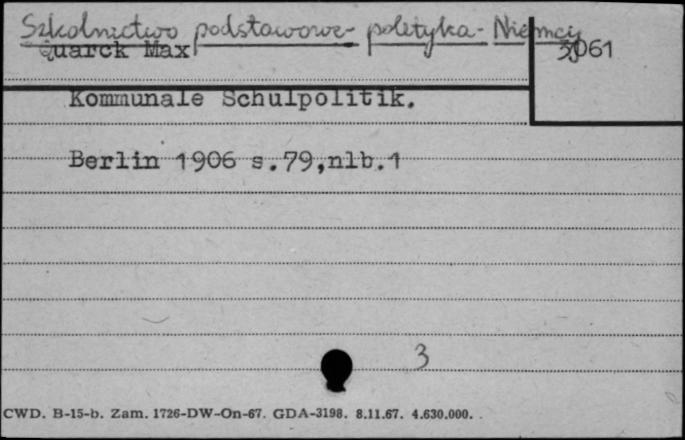 Szkolnictwo podstawowe- polityka- Niemcy
Quarck Max
3061
Kommunale Schulpolitik.
Berlin 1906 s.79,nlb.1
3
CWD. B-15-b. Zam. 1726-DW-On-67. GDA-3198. 8.11.67. 4.630.000.